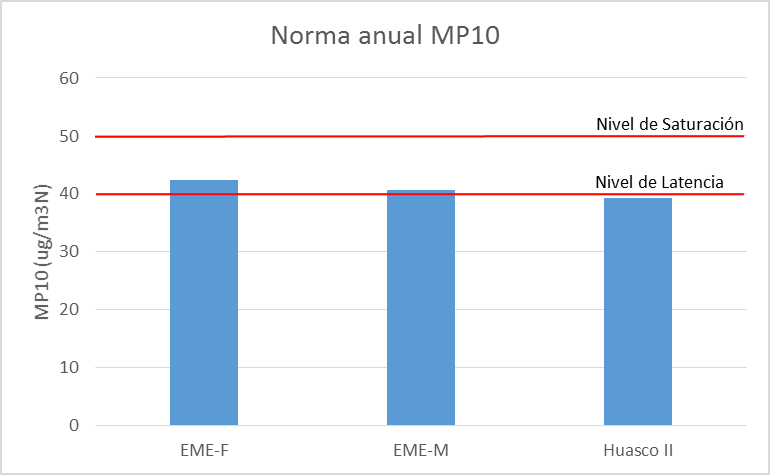 Norma anual MP10
60
Nivel de Saturación
50
Nivel de Latencia
40
30
20
10
0
MP10 (ug/m3N)
EME-F EME-M Huasco II